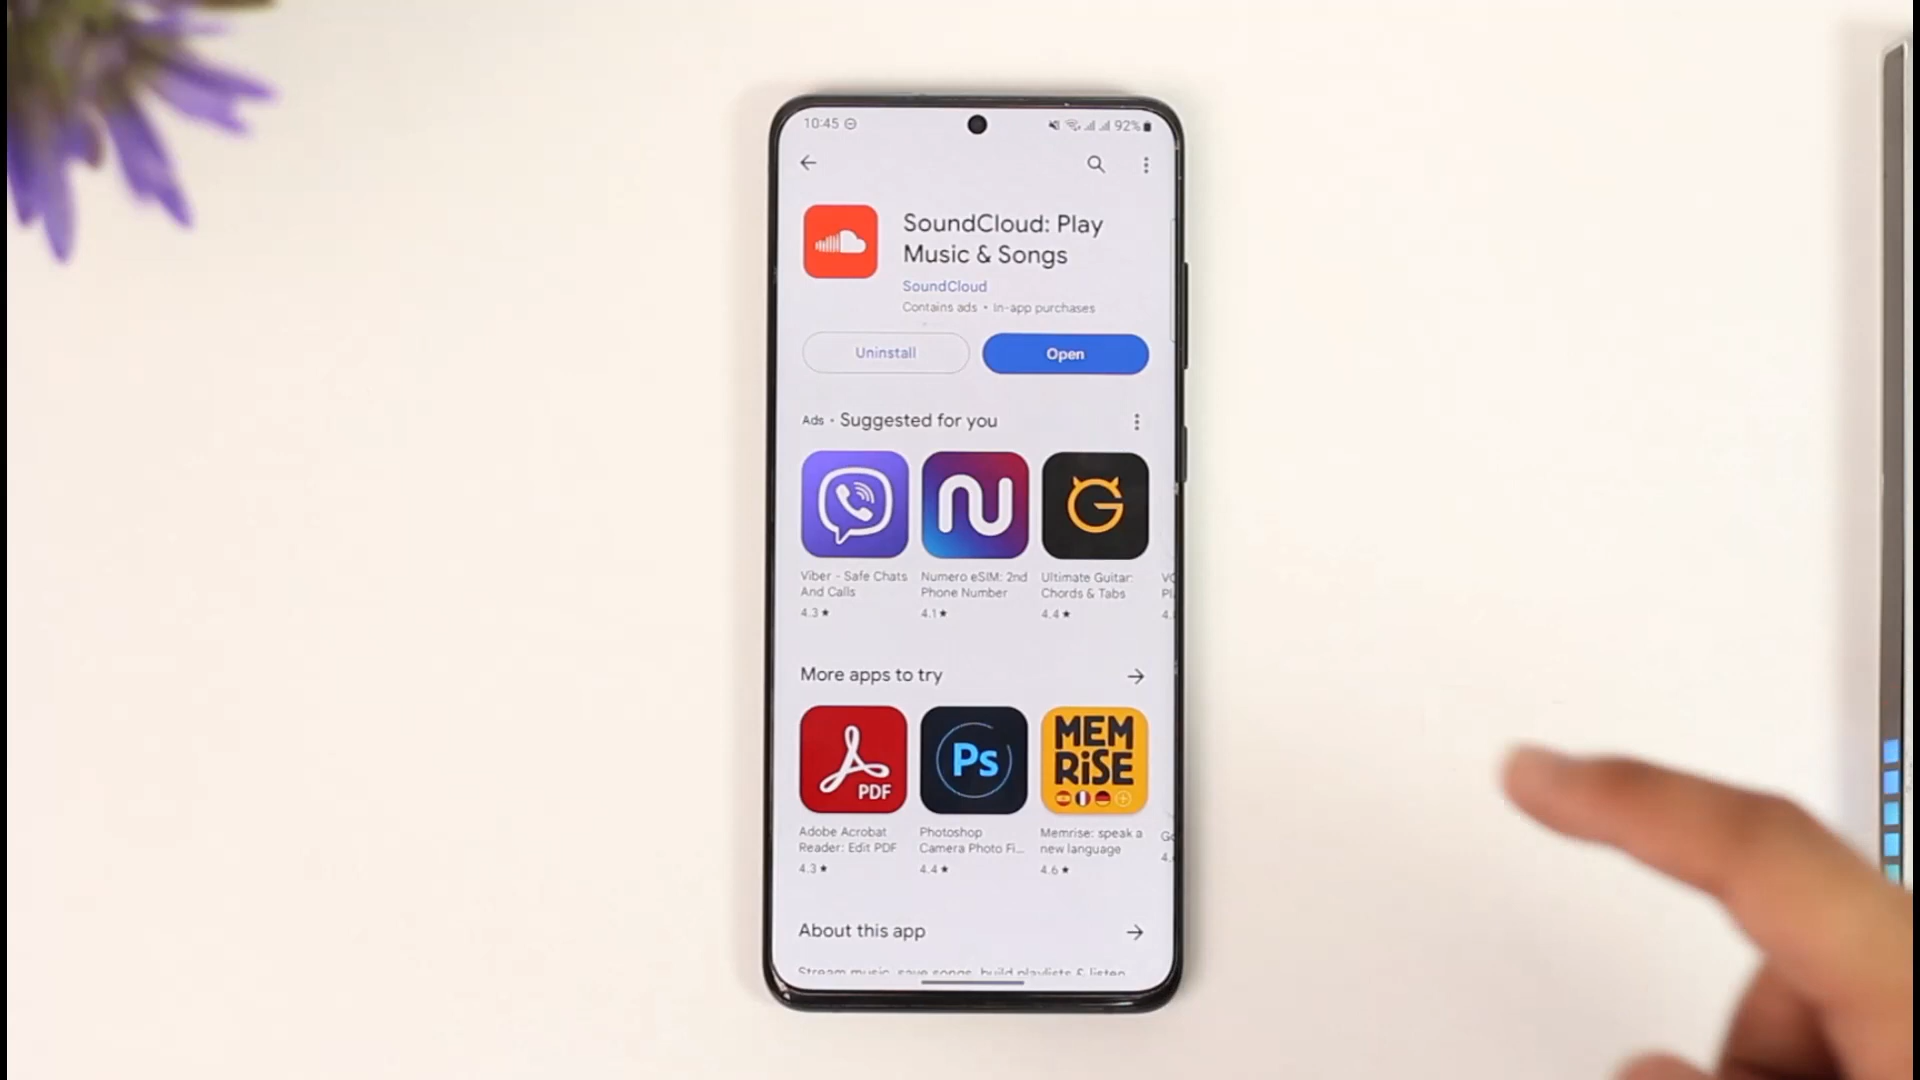 10:45
92%
SoundCloud: Play
Music & Songs
SoundCloud
Contains ads • In-app purchases
Uninstall
Open
Ads • Suggested for you
G
Viber - Safe Chats
And Calls
4.3★
Numero eSIM: 2nd
Phone Number
4.1★
Ultimate Guitar:
Chords & Tabs
4.4★
More apps to try
PDF
Ps
MEM
RiSE
Adobe Acrobat
Reader: Edit PDF
4.3★
Photoshop
Camera Photo Fi...
4.4★
Memrise: speak a
new language
4.6★
About this app
Stream music, save songs, build playlists & listen